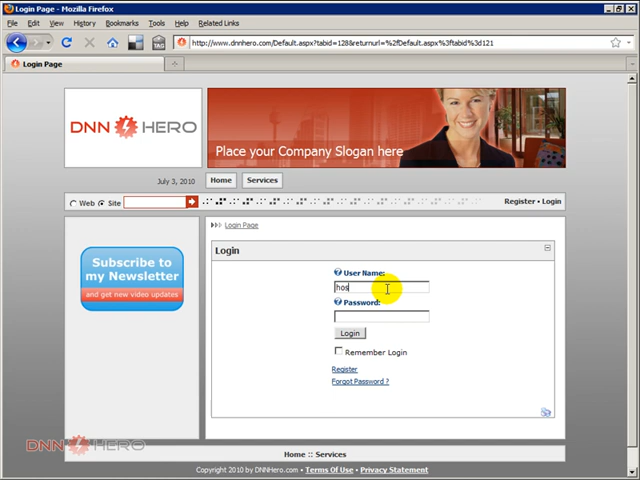 Login Page - Mozilla Firefox
File Edit View History Bookmarks Tools Help Related Links
http://www.dnnhero.com/Default.aspx?tabid=128&returnurl=%2fDefault.aspx%3ftabid%3d121
Login Page
DNN HERO
Place your Company Slogan here
July 3, 2010 Home Services
Web Site Register • Login
Login Page
Subscribe to
my Newsletter
and get new video updates
Login
User Name:
hos
Password:
Login
Remember Login
Register
Forgot Password ?
DNN HERO
Home :: Services
Copyright 2010 by DNNHero.com • Terms Of Use • Privacy Statement